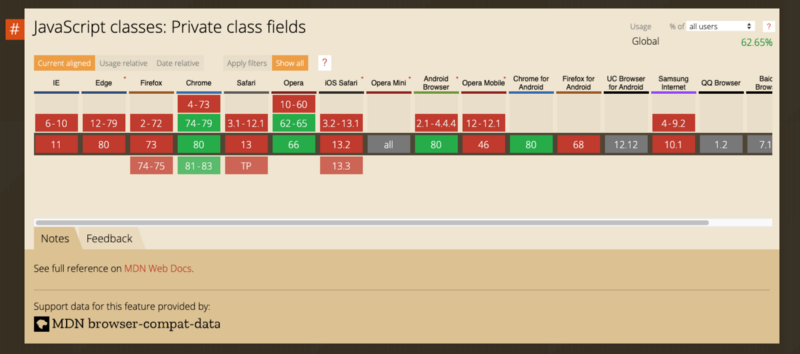 #
JavaScript classes: Private class fields
Usage % of all users ?
Global 62.65%
Current aligned Usage relative Date relative Apply filters Show all ?
IE Edge Firefox Chrome Safari Opera iOS Safari Opera Mini Android Browser Opera Mobile Chrome for Android Firefox for Android UC Browser for Android Samsung Internet QQ Browser
4-73 10-60
6-10 12-79 2-72 74-79 3.1-12.1 62-65 3.2-13.1 2.1-4.4.4 12-12.1 4-9.2
11 80 73 80 13 66 13.2 all 80 46 80 68 12.12 10.1 1.2 7.1
74-75 81-83 TP 13.3
Notes Feedback
See full reference on MDN Web Docs.
Support data for this feature provided by:
MDN browser-compat-data